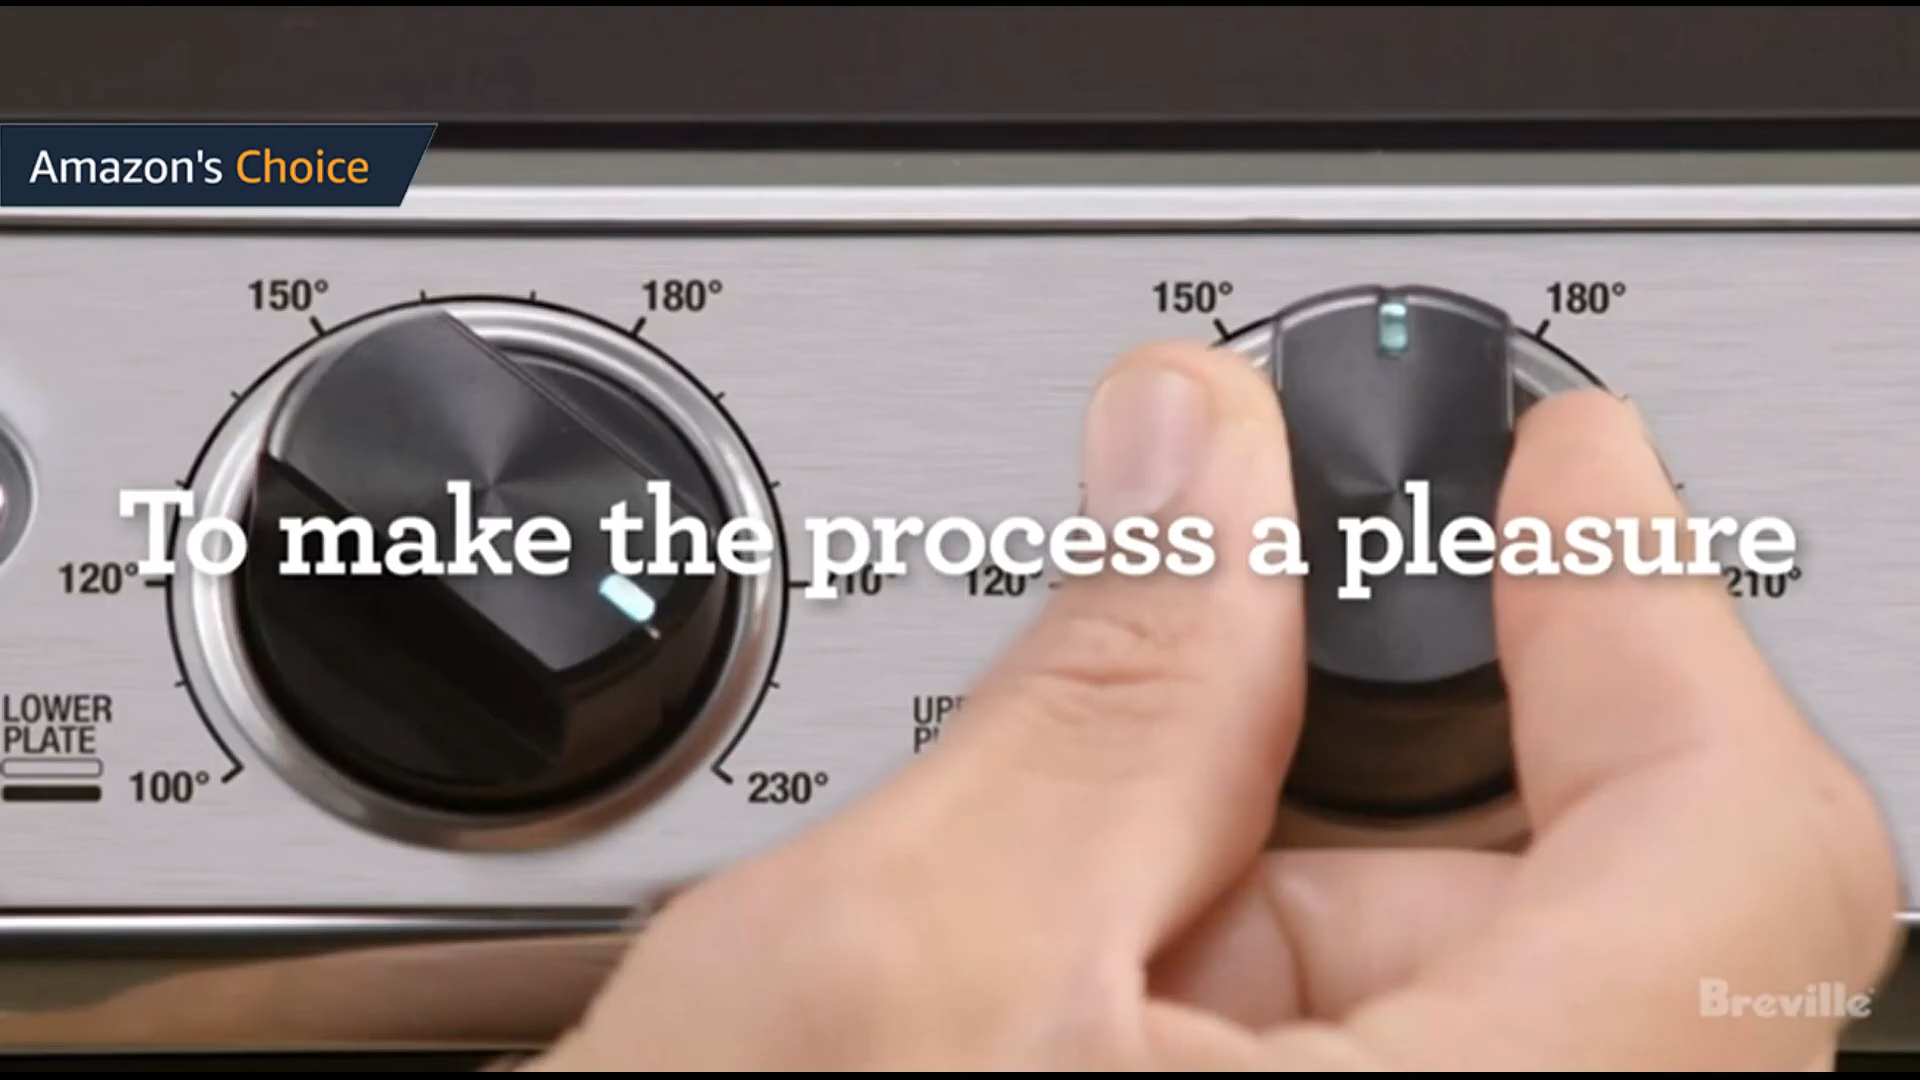 Amazon's Choice
150°
180°
150°
180°
To make the process a pleasure
120°
120°
210°
LOWER
PLATE
100°
230°
Breville